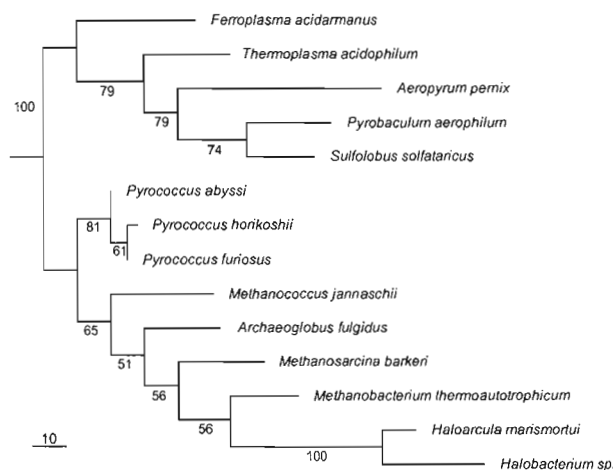 Ferroplasma acidarmanus
Thermoplasma acidophilum
79
Aeropyrum pernix
100
79
Pyrobaculum aerophilum
74
Sulfolobus solfataricus
Pyrococcus abyssi
81
Pyrococcus horikoshii
61
Pyrococcus furiosus
Methanococcus jannaschii
65
Archaeoglobus fulgidus
51
Methanosarcina barkeri
56
Methanobacterium thermoautotrophicum
56
Haloarcula marismortui
10
100
Halobacterium sp